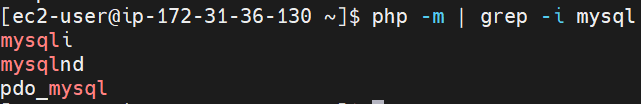 [ec2-user@ip-172-31-36-130 ~]$ php -m | grep -i mysql
mysqli
mysqlnd
pdo_mysql